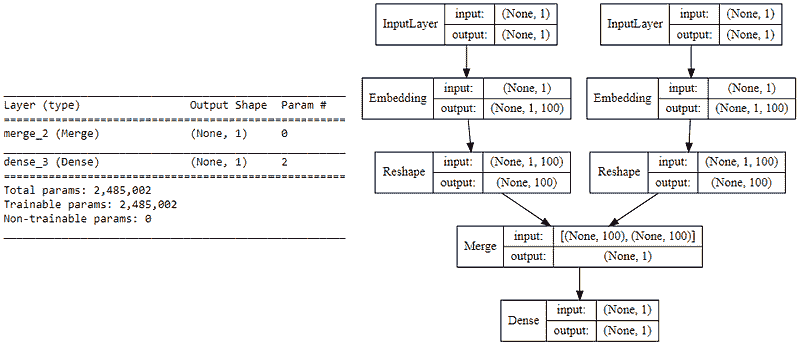 Layer (type) Output Shape Param #
merge_2 (Merge) (None, 1) 0
dense_3 (Dense) (None, 1) 2
Total params: 2,485,002
Trainable params: 2,485,002
Non-trainable params: 0
InputLayer input: (None, 1)
output: (None, 1)
InputLayer input: (None, 1)
output: (None, 1)
Embedding input: (None, 1)
output: (None, 1, 100)
Embedding input: (None, 1)
output: (None, 1, 100)
Reshape input: (None, 1, 100)
output: (None, 100)
Reshape input: (None, 1, 100)
output: (None, 100)
Merge input: [(None, 100), (None, 100)]
output: (None, 1)
Dense input: (None, 1)
output: (None, 1)